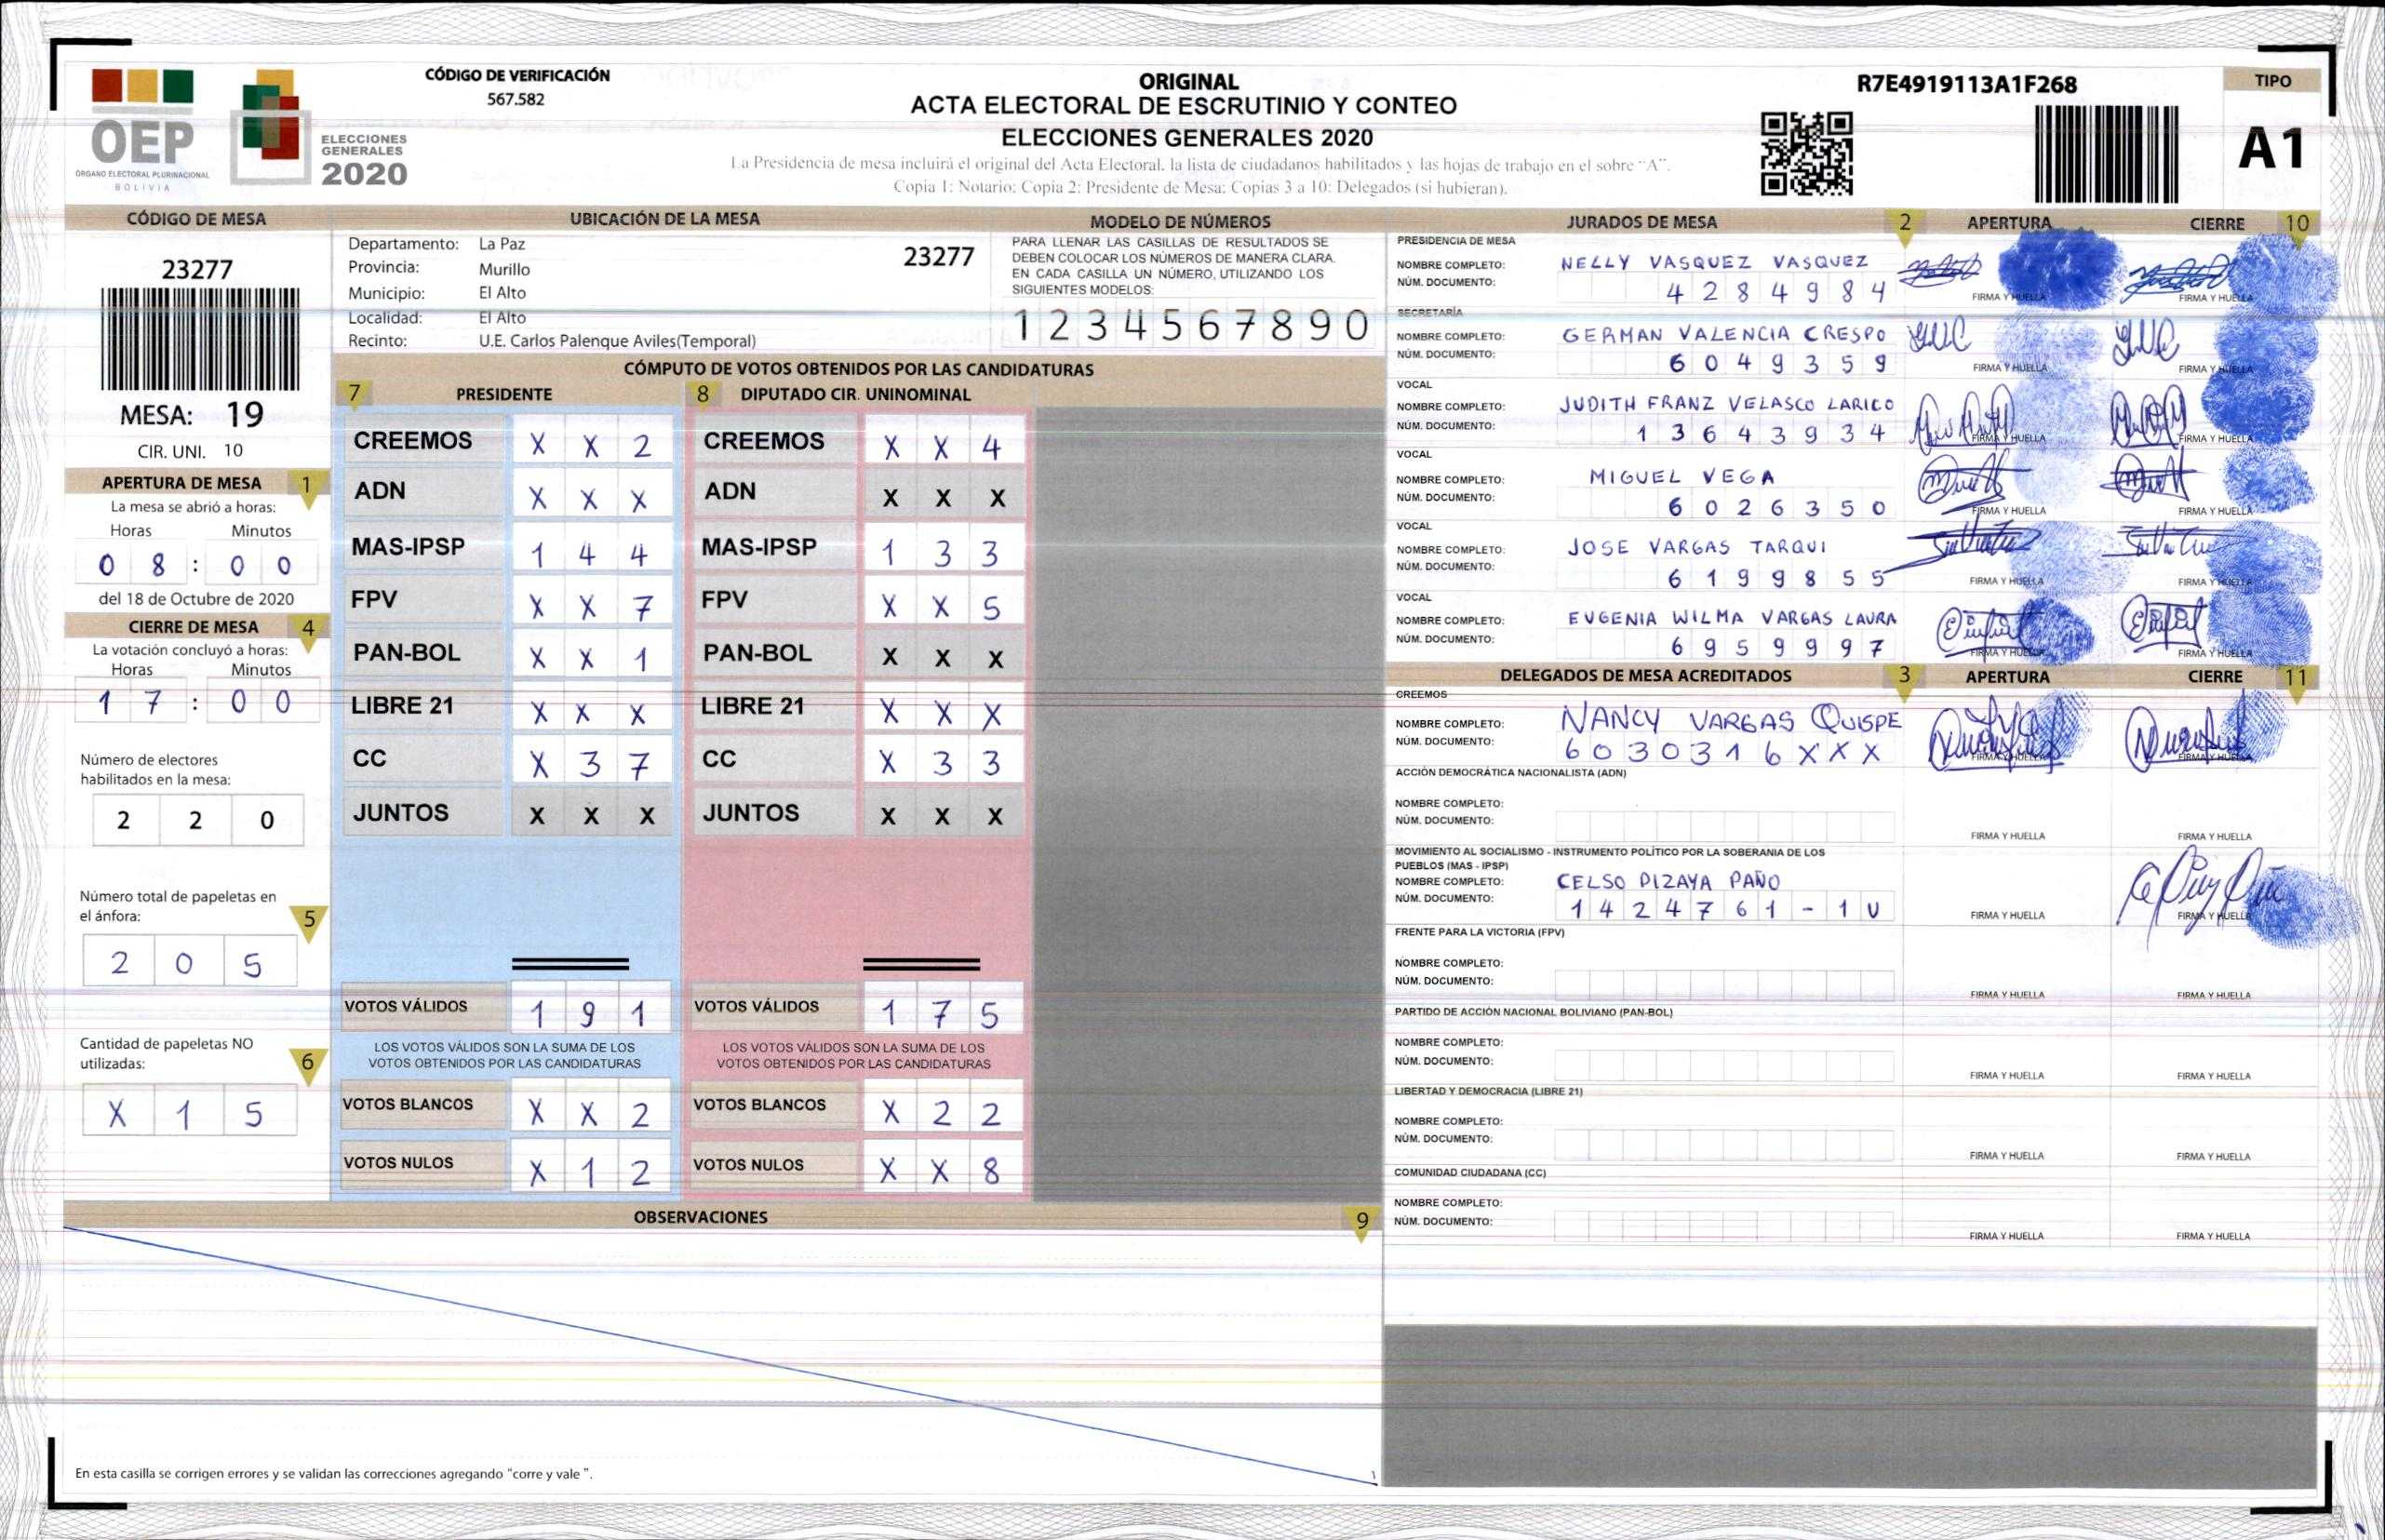 CÓDIGO DE VERIFICACIÓN
567.582
OEP
ÓRGANO ELECTORAL PLURINACIONAL
BOLIVIA
ELECCIONES
GENERALES
2020
ORIGINAL
ACTA ELECTORAL DE ESCRUTINIO Y CONTEO
ELECCIONES GENERALES 2020
La Presidencia de mesa incluirá el original del Acta Electoral, la lista de ciudadanos habilitados y las hojas de trabajo en el sobre "A".
Copia 1: Notario; Copia 2: Presidente de Mesa; Copias 3 a 10: Delegados (si hubieran).
R7E4919113A1F268
TIPO
A1
CÓDIGO DE MESA
23277
MESA: 19
CIR. UNI. 10
APERTURA DE MESA 1
La mesa se abrió a horas:
Horas Minutos
0 8 : 0 0
del 18 de Octubre de 2020
CIERRE DE MESA 4
La votación concluyó a horas:
Horas Minutos
1 7 : 0 0
Número de electores
habilitados en la mesa:
2 2 0
Número total de papeletas en
el ánfora: 5
2 0 5
Cantidad de papeletas NO
utilizadas: 6
X 1 5
UBICACIÓN DE LA MESA
Departamento: La Paz 23277
Provincia: Murillo
Municipio: El Alto
Localidad: El Alto
Recinto: U.E. Carlos Palenque Aviles(Temporal)
MODELO DE NÚMEROS
PARA LLENAR LAS CASILLAS DE RESULTADOS SE
DEBEN COLOCAR LOS NÚMEROS DE MANERA CLARA.
EN CADA CASILLA UN NÚMERO, UTILIZANDO LOS
SIGUIENTES MODELOS:
1 2 3 4 5 6 7 8 9 0
CÓMPUTO DE VOTOS OBTENIDOS POR LAS CANDIDATURAS
7 PRESIDENTE 8 DIPUTADO CIR. UNINOMINAL
CREEMOS X X 2 CREEMOS X X 4
ADN X X X ADN X X X
MAS-IPSP 1 4 4 MAS-IPSP 1 3 3
FPV X X 7 FPV X X 5
PAN-BOL X X 1 PAN-BOL X X X
LIBRE 21 X X X LIBRE 21 X X X
CC X 3 7 CC X 3 3
JUNTOS X X X JUNTOS X X X
VOTOS VÁLIDOS 1 9 1 VOTOS VÁLIDOS 1 7 5
LOS VOTOS VÁLIDOS SON LA SUMA DE LOS LOS VOTOS VÁLIDOS SON LA SUMA DE LOS
VOTOS OBTENIDOS POR LAS CANDIDATURAS VOTOS OBTENIDOS POR LAS CANDIDATURAS
VOTOS BLANCOS X X 2 VOTOS BLANCOS X 2 2
VOTOS NULOS X 1 2 VOTOS NULOS X X 8
OBSERVACIONES 9
En esta casilla se corrigen errores y se validan las correcciones agregando "corre y vale ".
JURADOS DE MESA 2 APERTURA CIERRE 10
PRESIDENCIA DE MESA
NOMBRE COMPLETO: NELLY VASQUEZ VASQUEZ
NÚM. DOCUMENTO: 4 2 8 4 9 8 4
FIRMA Y HUELLA FIRMA Y HUELLA
SECRETARÍA
NOMBRE COMPLETO: GERMAN VALENCIA CRESPO
NÚM. DOCUMENTO: 6 0 4 9 3 5 9
FIRMA Y HUELLA FIRMA Y HUELLA
VOCAL
NOMBRE COMPLETO: JUDITH FRANZ VELASCO LARICO
NÚM. DOCUMENTO: 1 3 6 4 3 9 3 4
FIRMA Y HUELLA FIRMA Y HUELLA
VOCAL
NOMBRE COMPLETO: MIGUEL VEGA
NÚM. DOCUMENTO: 6 0 2 6 3 5 0
FIRMA Y HUELLA FIRMA Y HUELLA
VOCAL
NOMBRE COMPLETO: JOSE VARGAS TARQUI
NÚM. DOCUMENTO: 6 1 9 9 8 5 5
FIRMA Y HUELLA FIRMA Y HUELLA
VOCAL
NOMBRE COMPLETO: EUGENIA WILMA VARGAS LAURA
NÚM. DOCUMENTO: 6 9 5 9 9 9 7
FIRMA Y HUELLA FIRMA Y HUELLA
DELEGADOS DE MESA ACREDITADOS 3 APERTURA CIERRE 11
CREEMOS
NOMBRE COMPLETO: NANCY VARGAS QUISPE
NÚM. DOCUMENTO: 6 0 3 0 3 1 6 X X X
FIRMA Y HUELLA FIRMA Y HUELLA
ACCIÓN DEMOCRÁTICA NACIONALISTA (ADN)
NOMBRE COMPLETO:
NÚM. DOCUMENTO:
FIRMA Y HUELLA FIRMA Y HUELLA
MOVIMIENTO AL SOCIALISMO - INSTRUMENTO POLÍTICO POR LA SOBERANIA DE LOS
PUEBLOS (MAS - IPSP)
NOMBRE COMPLETO: CELSO PIZAYA PAÑO
NÚM. DOCUMENTO: 1 4 2 4 7 6 1 - 1 U
FIRMA Y HUELLA FIRMA Y HUELLA
FRENTE PARA LA VICTORIA (FPV)
NOMBRE COMPLETO:
NÚM. DOCUMENTO:
FIRMA Y HUELLA FIRMA Y HUELLA
PARTIDO DE ACCIÓN NACIONAL BOLIVIANO (PAN-BOL)
NOMBRE COMPLETO:
NÚM. DOCUMENTO:
FIRMA Y HUELLA FIRMA Y HUELLA
LIBERTAD Y DEMOCRACIA (LIBRE 21)
NOMBRE COMPLETO:
NÚM. DOCUMENTO:
FIRMA Y HUELLA FIRMA Y HUELLA
COMUNIDAD CIUDADANA (CC)
NOMBRE COMPLETO:
NÚM. DOCUMENTO:
FIRMA Y HUELLA FIRMA Y HUELLA